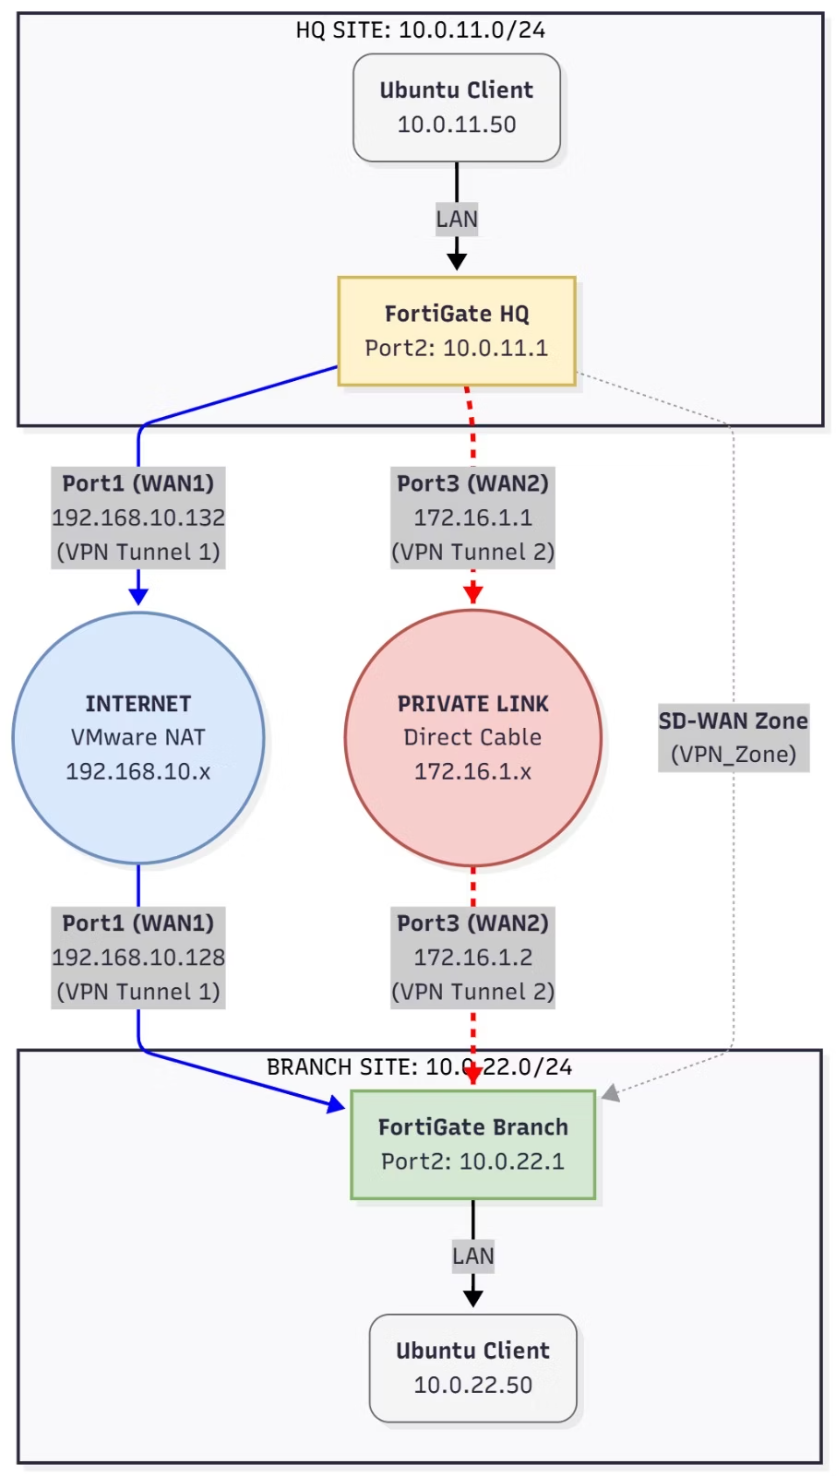 HQ SITE: 10.0.11.0/24
Ubuntu Client
10.0.11.50
LAN
FortiGate HQ
Port2: 10.0.11.1
Port1 (WAN1)
192.168.10.132
(VPN Tunnel 1)
Port3 (WAN2)
172.16.1.1
(VPN Tunnel 2)
INTERNET
VMware NAT
192.168.10.x
PRIVATE LINK
Direct Cable
172.16.1.x
SD-WAN Zone
(VPN_Zone)
Port1 (WAN1)
192.168.10.128
(VPN Tunnel 1)
Port3 (WAN2)
172.16.1.2
(VPN Tunnel 2)
BRANCH SITE: 10.0.22.0/24
FortiGate Branch
Port2: 10.0.22.1
LAN
Ubuntu Client
10.0.22.50